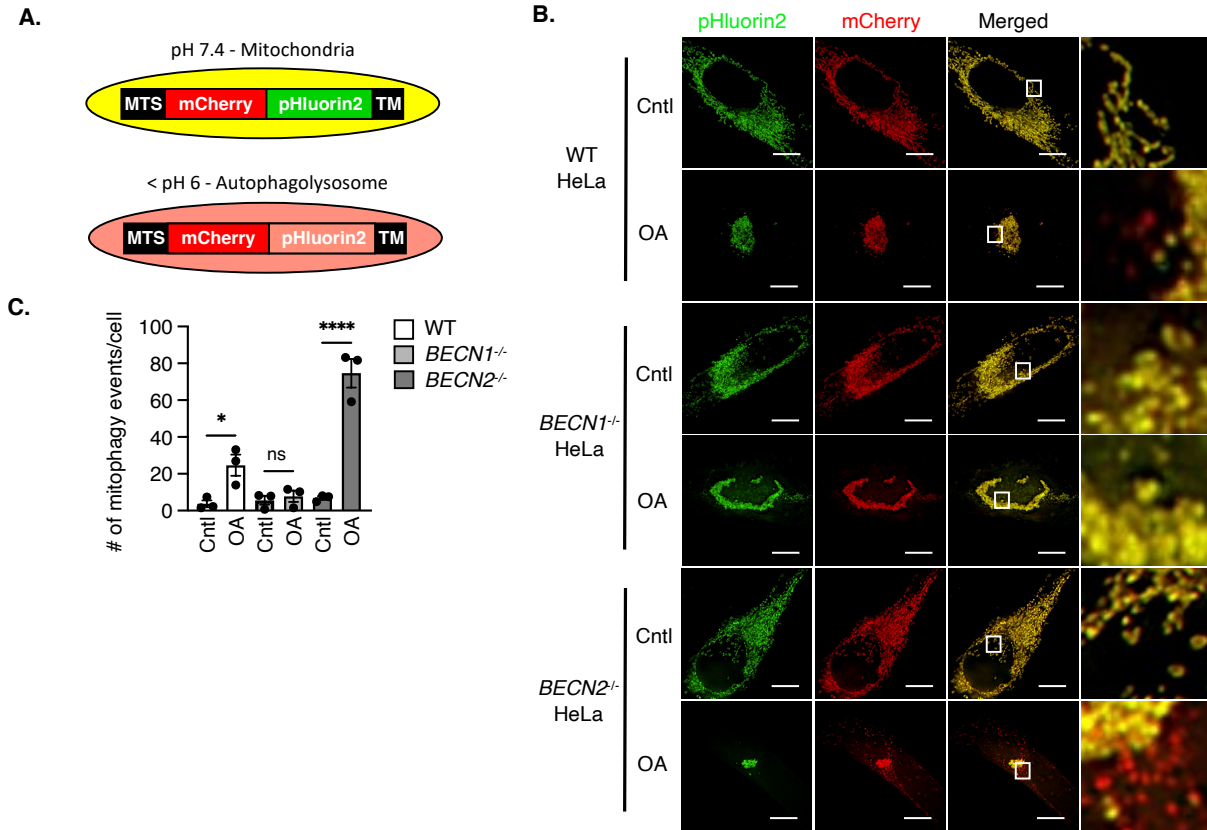 A.
pH 7.4 - Mitochondria
MTS mCherry pHluorin2 TM
< pH 6 - Autophagolysosome
MTS mCherry pHluorin2 TM
B.
pHluorin2 mCherry Merged
WT
HeLa
Cntl
OA
BECN1-/-
HeLa
Cntl
OA
BECN2-/-
HeLa
Cntl
OA
C.
# of mitophagy events/cell
100
80
60
40
20
0
*
ns
****
Cntl
OA
Cntl
OA
Cntl
OA
WT
BECN1-/-
BECN2-/-